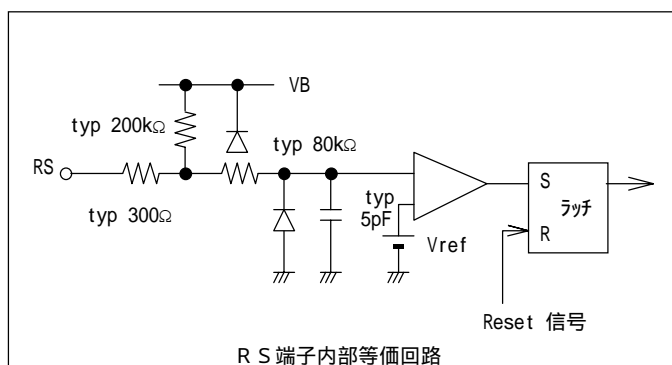 VB
typ 200kΩ
typ 80kΩ
RS
typ 300Ω
typ
5pF
Vref
S
ラッチ
R
Reset 信号
RS端子内部等価回路